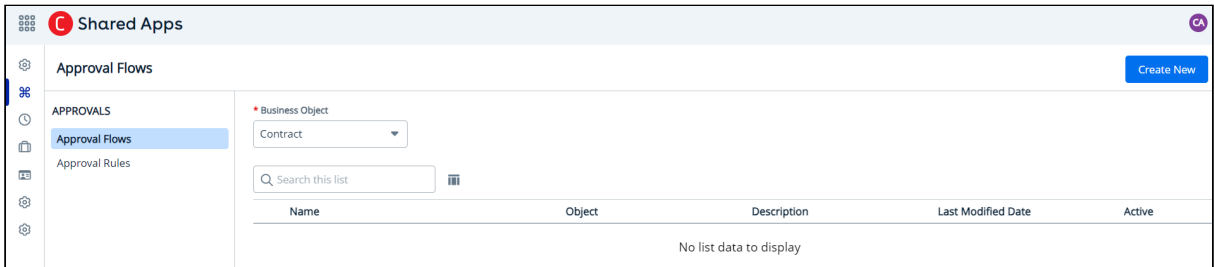 C Shared Apps
CA
Approval Flows
Create New
APPROVALS
Approval Flows
Approval Rules
* Business Object
Contract
Search this list
Name Object Description Last Modified Date Active
No list data to display